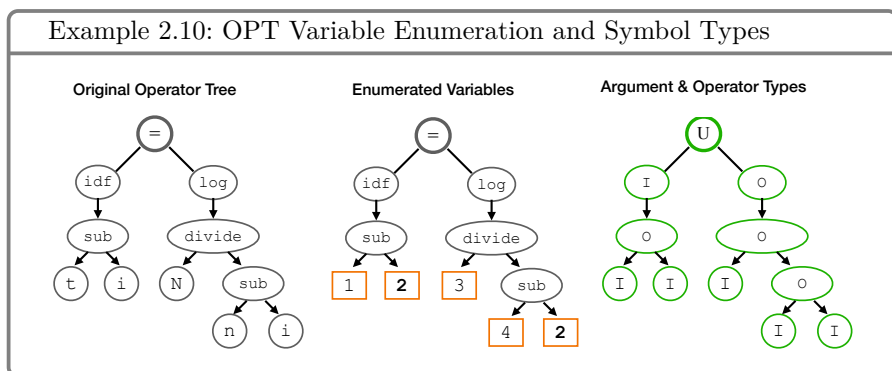 Example 2.10: OPT Variable Enumeration and Symbol Types
Original Operator Tree Enumerated Variables Argument & Operator Types
= = U
idf log idf log I O
sub divide sub divide O O
t i N sub 1 2 3 sub I I I O
n i 4 2 I I